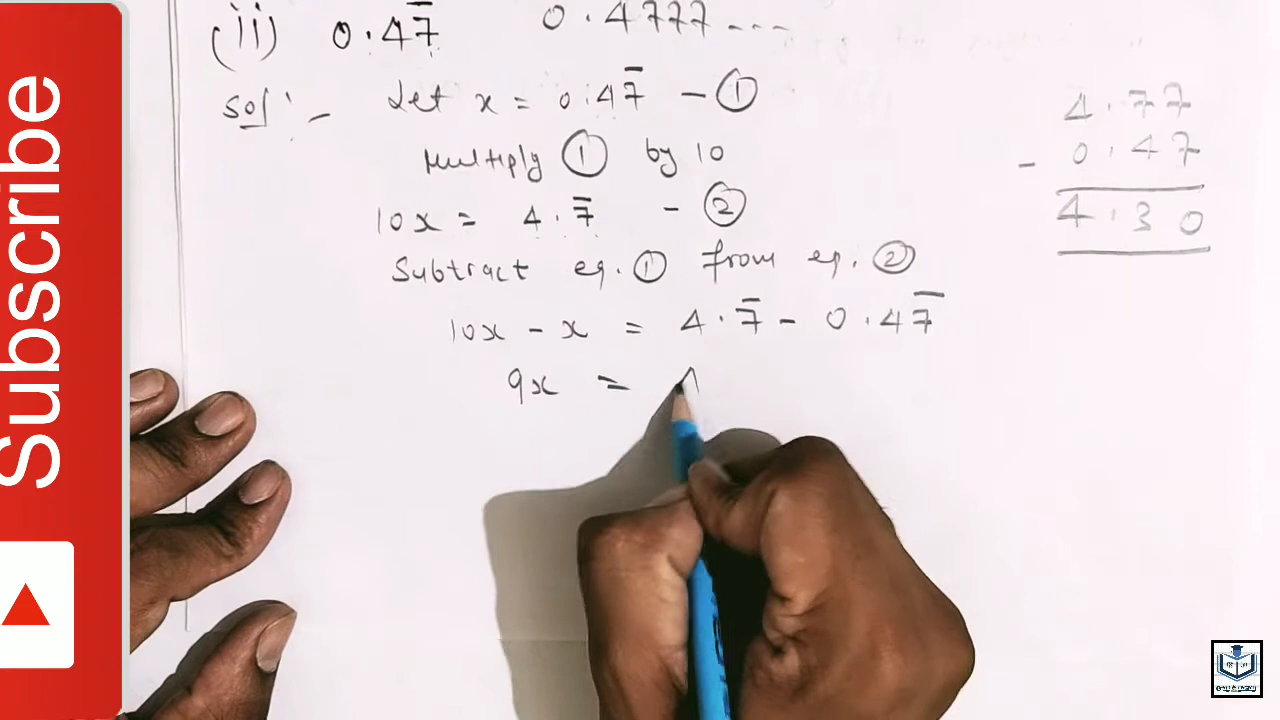 (ii) 0.47̅ 0.4777---
Sol:- Let x = 0.47̅ - ①
Multiply ① by 10
10x = 4.7̅ - ②
Subtract eq. ① from eq. ②
10x - x = 4.7̅ - 0.47̅
9x = 4
4.77
- 0.47
4.30
Subscribe